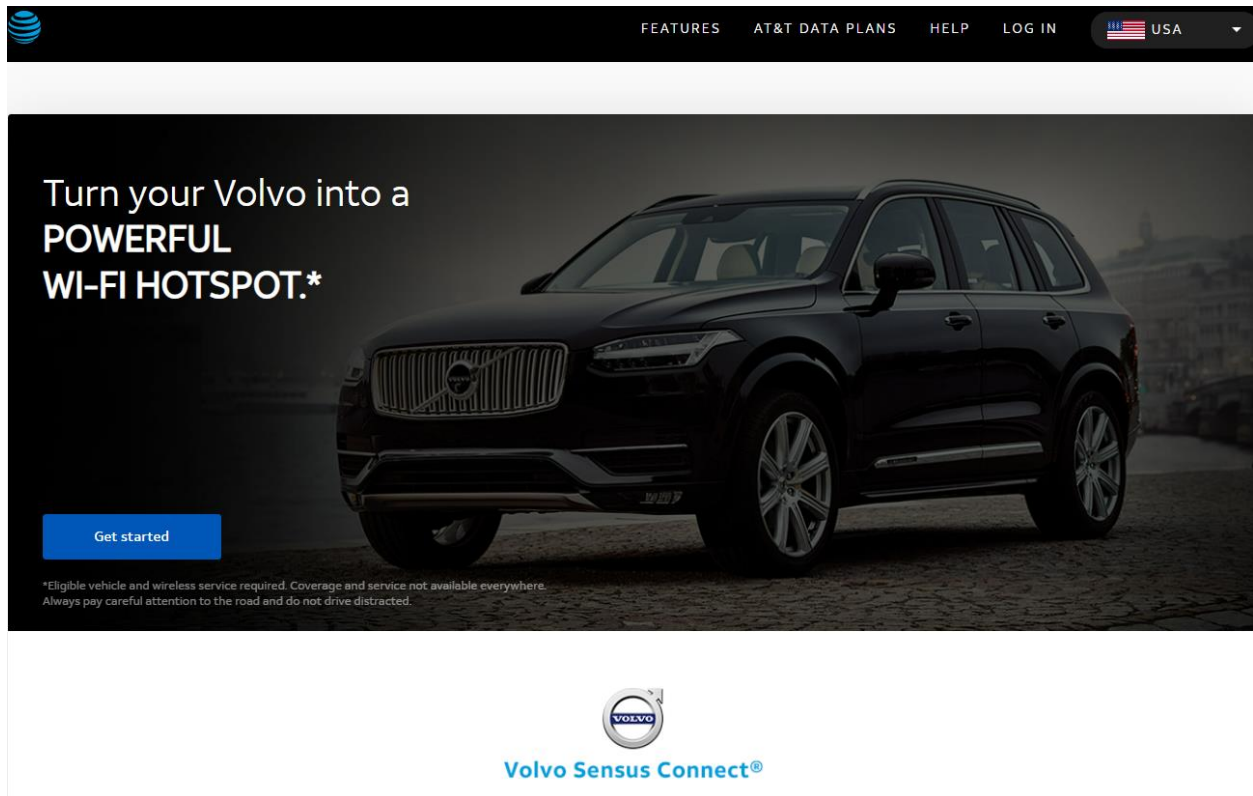 FEATURES AT&T DATA PLANS HELP LOG IN USA
Turn your Volvo into a
POWERFUL
WI-FI HOTSPOT.*
VOLVO
Get started
*Eligible vehicle and wireless service required. Coverage and service not available everywhere.
Always pay careful attention to the road and do not drive distracted.
VOLVO
Volvo Sensus Connect®